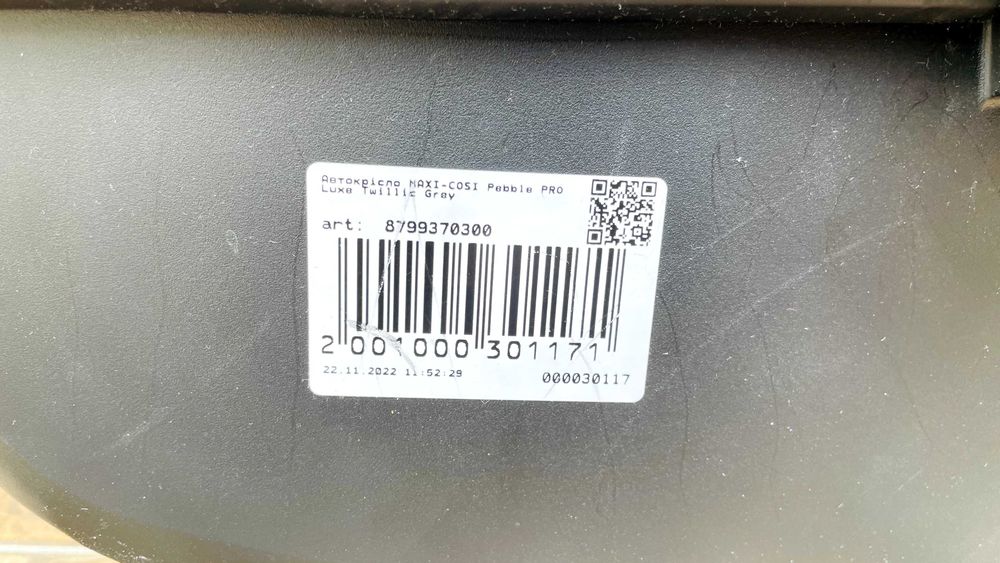 Автокрісло MAXI-COSI Pebble PRO
Luxe Twillic Grey
art: 8799370300
2 001000 301171
22.11.2022 11:52:29
000030117